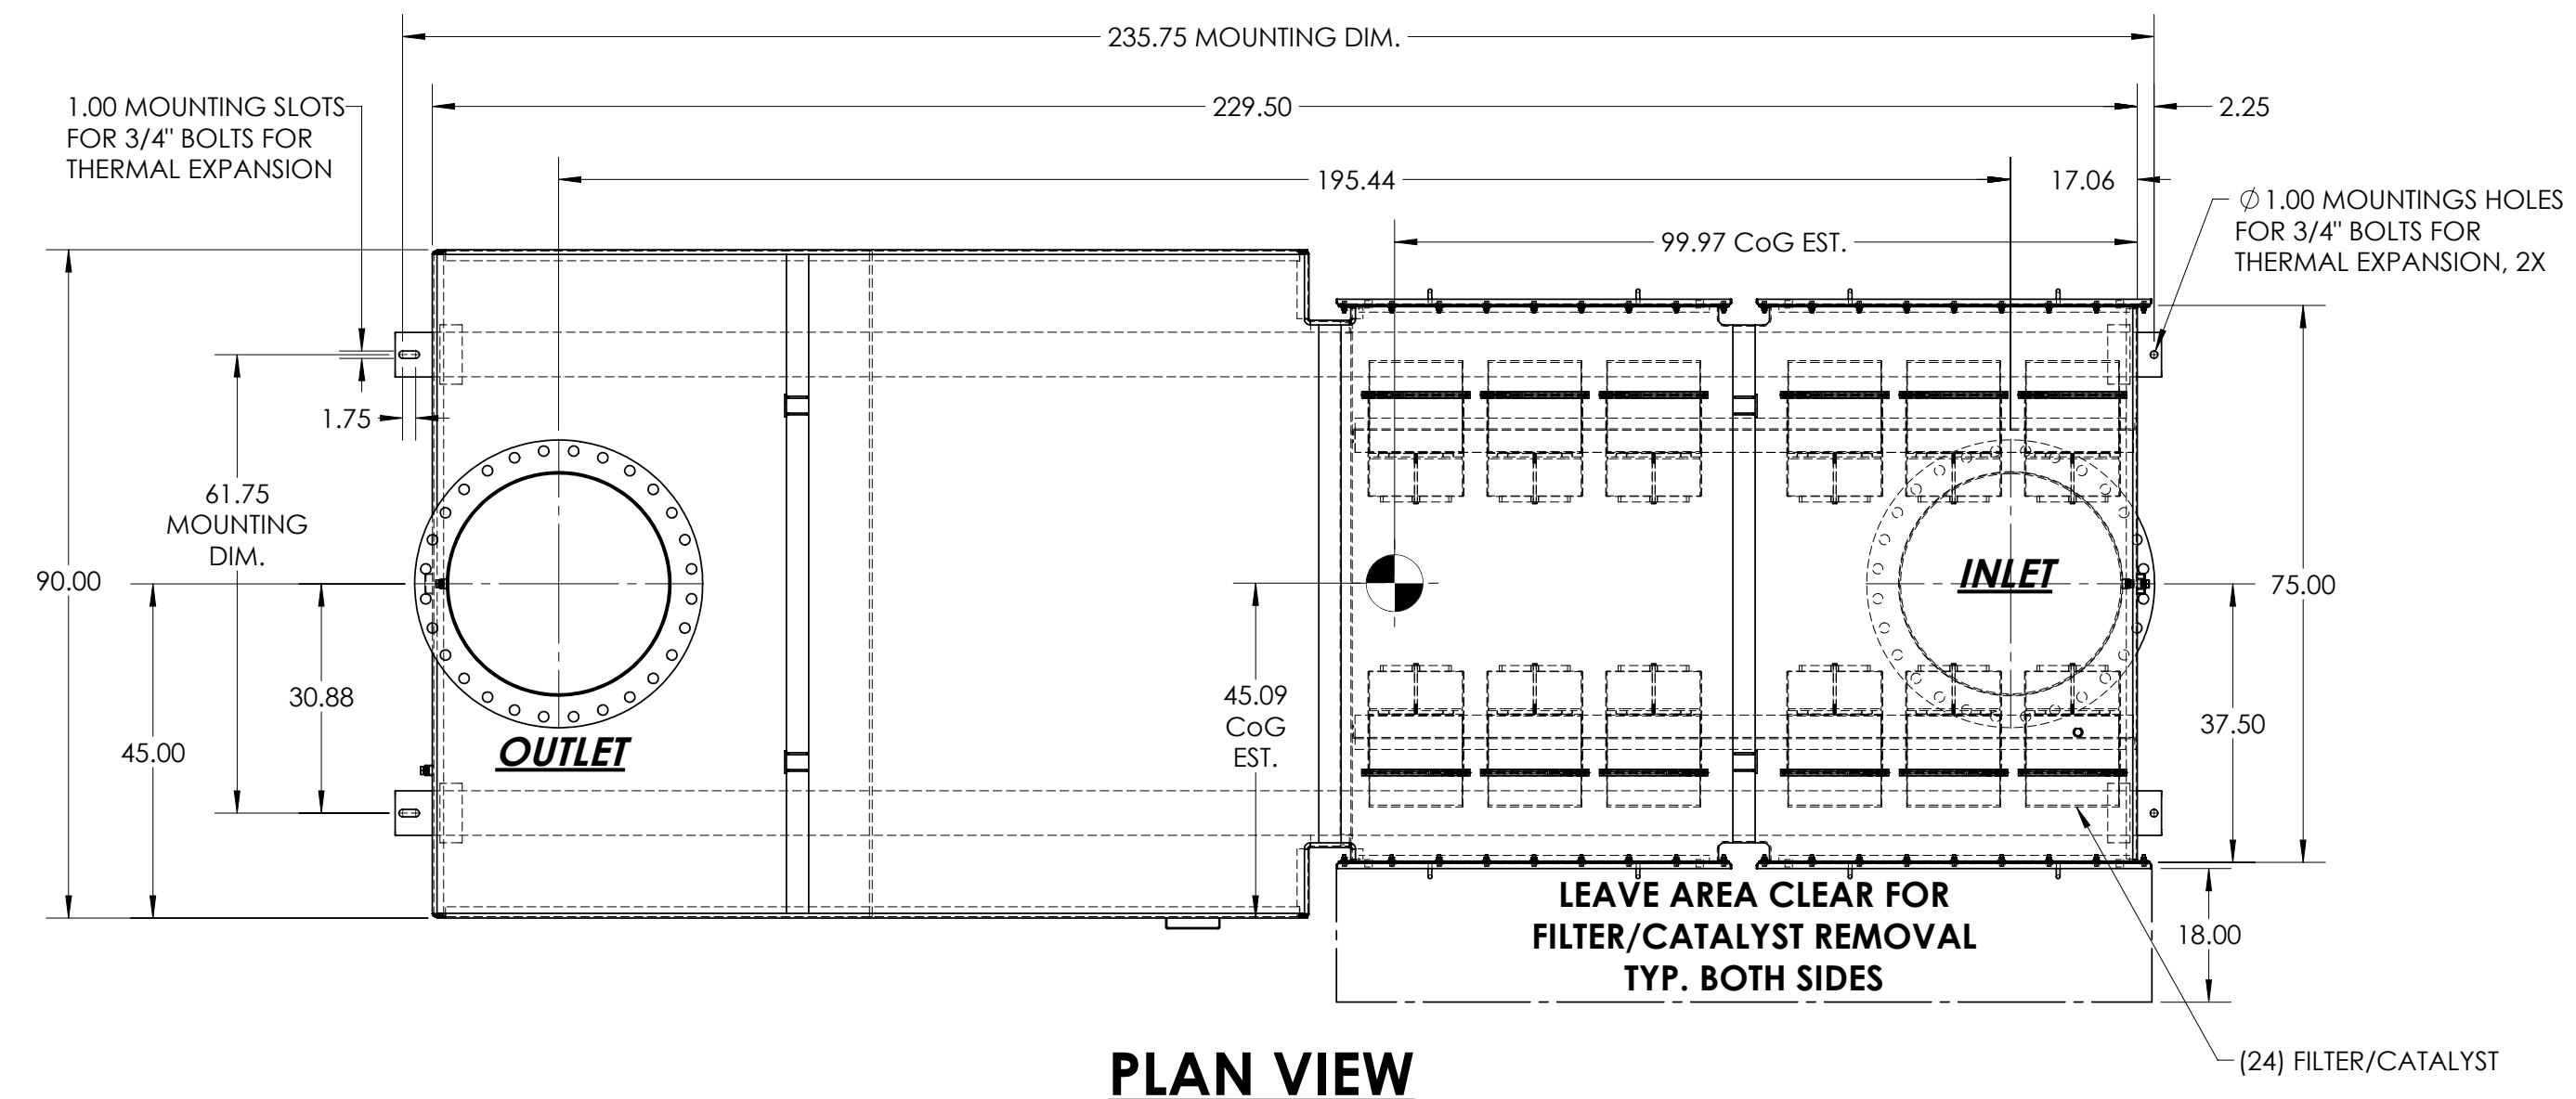 235.75 MOUNTING DIM.
1.00 MOUNTING SLOTS
FOR 3/4" BOLTS FOR
THERMAL EXPANSION
229.50
2.25
195.44
17.06
⌀1.00 MOUNTINGS HOLES
FOR 3/4" BOLTS FOR
THERMAL EXPANSION, 2X
99.97 CoG EST.
1.75
61.75
MOUNTING
DIM.
90.00
INLET
75.00
30.88
45.09
CoG
EST.
45.00
OUTLET
37.50
LEAVE AREA CLEAR FOR
FILTER/CATALYST REMOVAL
TYP. BOTH SIDES
18.00
(24) FILTER/CATALYST
PLAN VIEW